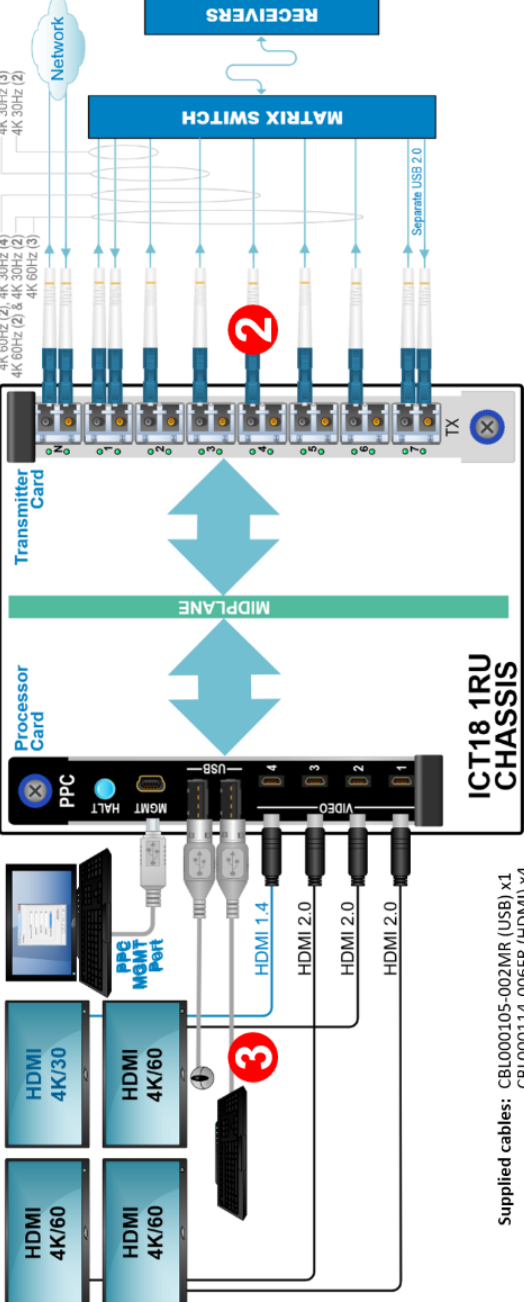 4K 30Hz (3)
4K 30Hz (2)
4K 60Hz (2), 4K 30Hz (4)
4K 60Hz (2) & 4K 30Hz (2)
4K 60Hz (3)
Network
RECEIVERS
MATRIX SWITCH
Separate USB 2.0
2
Transmitter
Card
N
1
2
3
4
5
6
7
TX
MIDPLANE
Processor
Card
PPC
HALT
MGMT
USB
4
3
2
1
VIDEO
ICT18 1RU
CHASSIS
PPC
MGMT
Port
HDMI 1.4
HDMI 2.0
HDMI 2.0
HDMI 2.0
3
HDMI
4K/30
HDMI
4K/60
HDMI
4K/60
HDMI
4K/60
Supplied cables: CBL000105-002MR (USB) x1
CBL000114-006FR (HDMI) x4